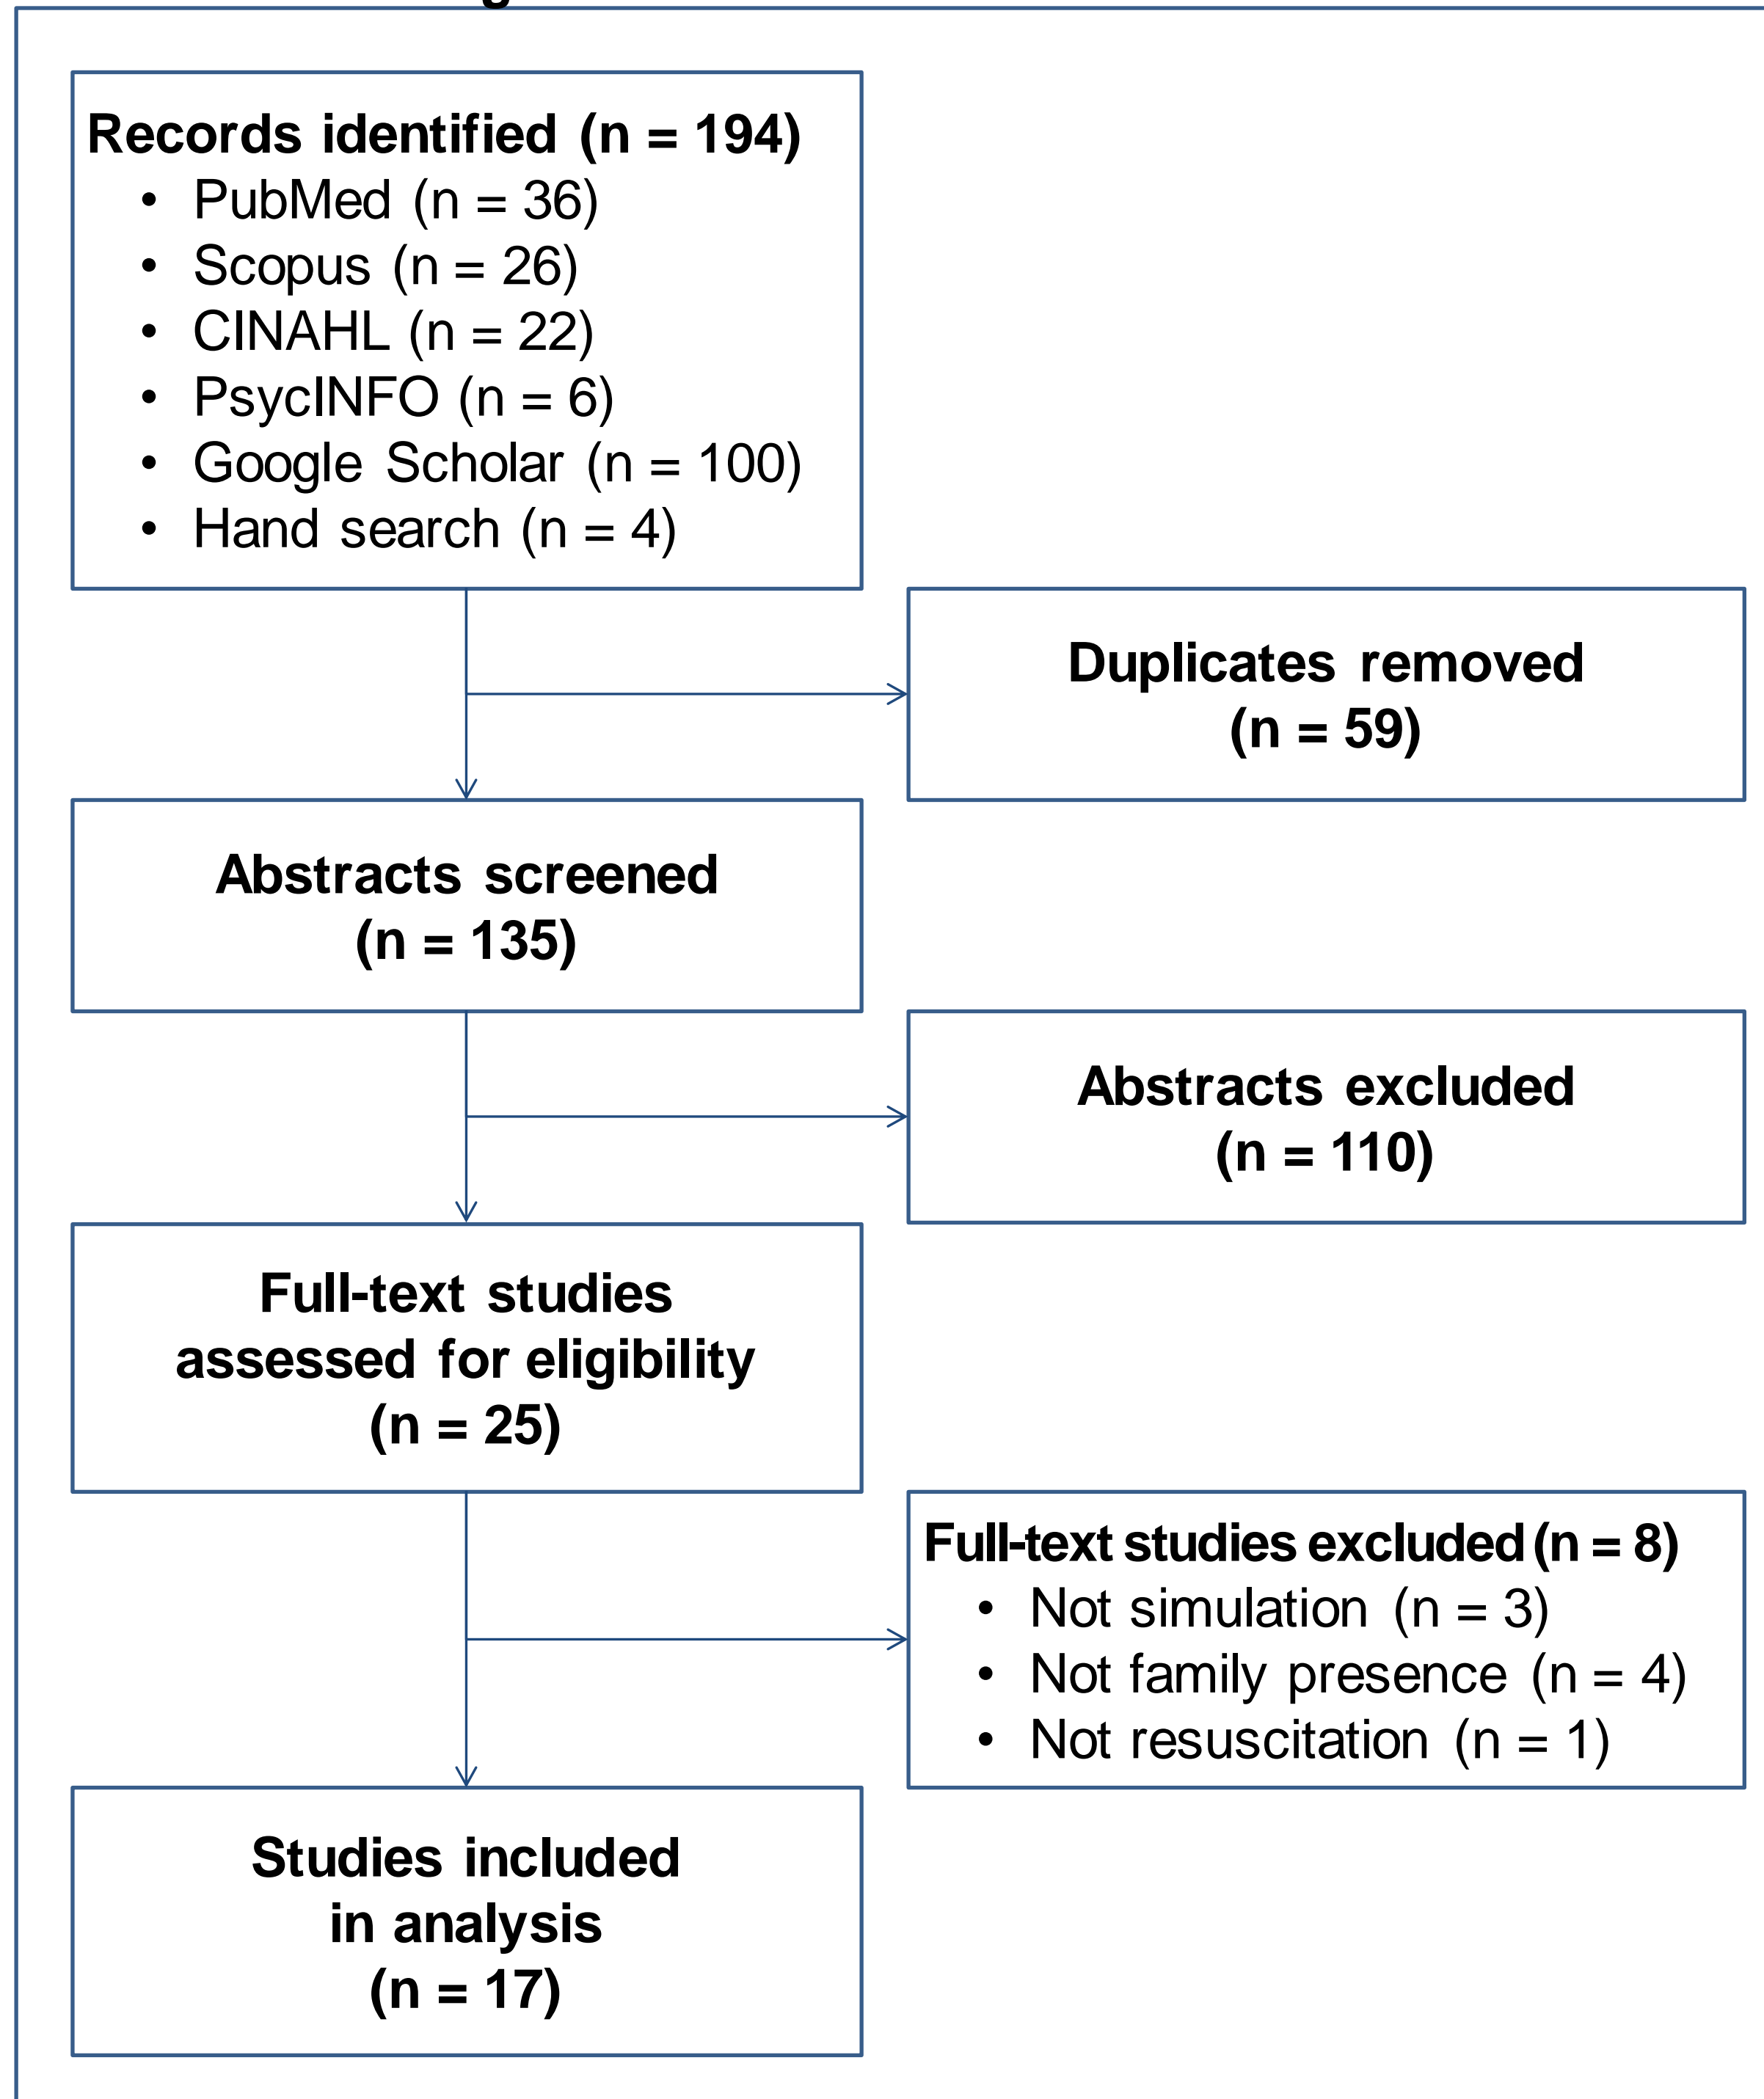 Records identified (n = 194)
• PubMed (n = 36)
• Scopus (n = 26)
• CINAHL (n = 22)
• PsycINFO (n = 6)
• Google Scholar (n = 100)
• Hand search (n = 4)
Duplicates removed
(n = 59)
Abstracts screened
(n = 135)
Abstracts excluded
(n = 110)
Full-text studies
assessed for eligibility
(n = 25)
Full-text studies excluded (n = 8)
• Not simulation (n = 3)
• Not family presence (n = 4)
• Not resuscitation (n = 1)
Studies included
in analysis
(n = 17)